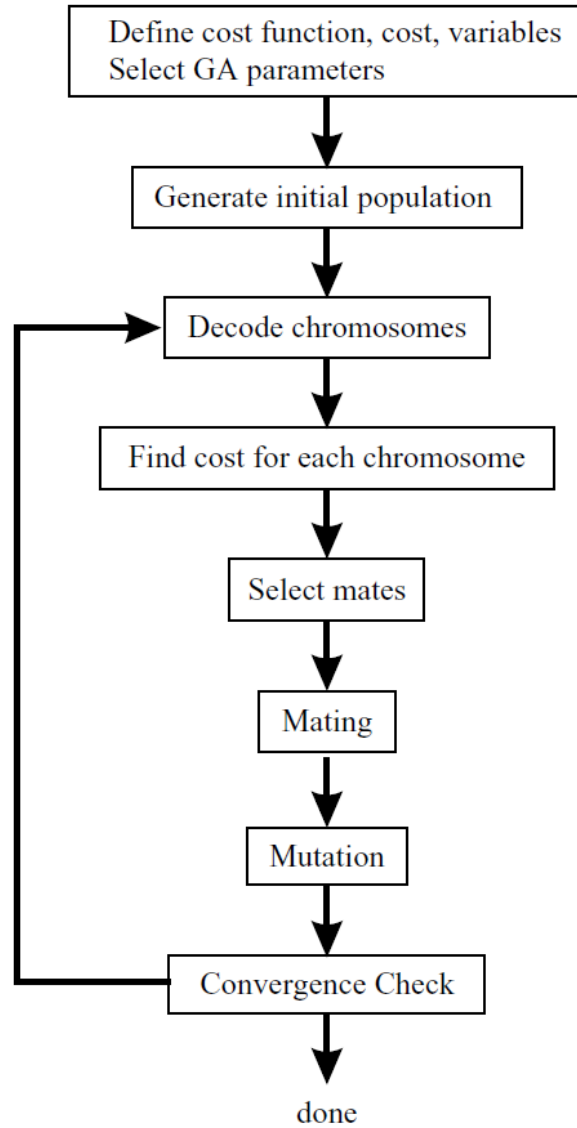 Define cost function, cost, variables
Select GA parameters
Generate initial population
Decode chromosomes
Find cost for each chromosome
Select mates
Mating
Mutation
Convergence Check
done